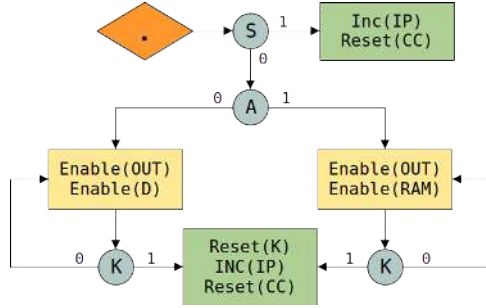 .
S
1
Inc(IP)
Reset(CC)
0
0
A
1
Enable(OUT)
Enable(D)
Enable(OUT)
Enable(RAM)
0
K
1
Reset(K)
INC(IP)
Reset(CC)
1
K
0